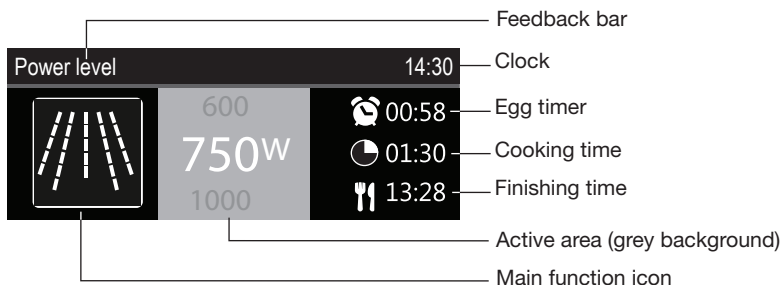 Feedback bar
Power level 14:30
Clock
600
00:58
Egg timer
750W
01:30
Cooking time
1000
13:28
Finishing time
Active area (grey background)
Main function icon